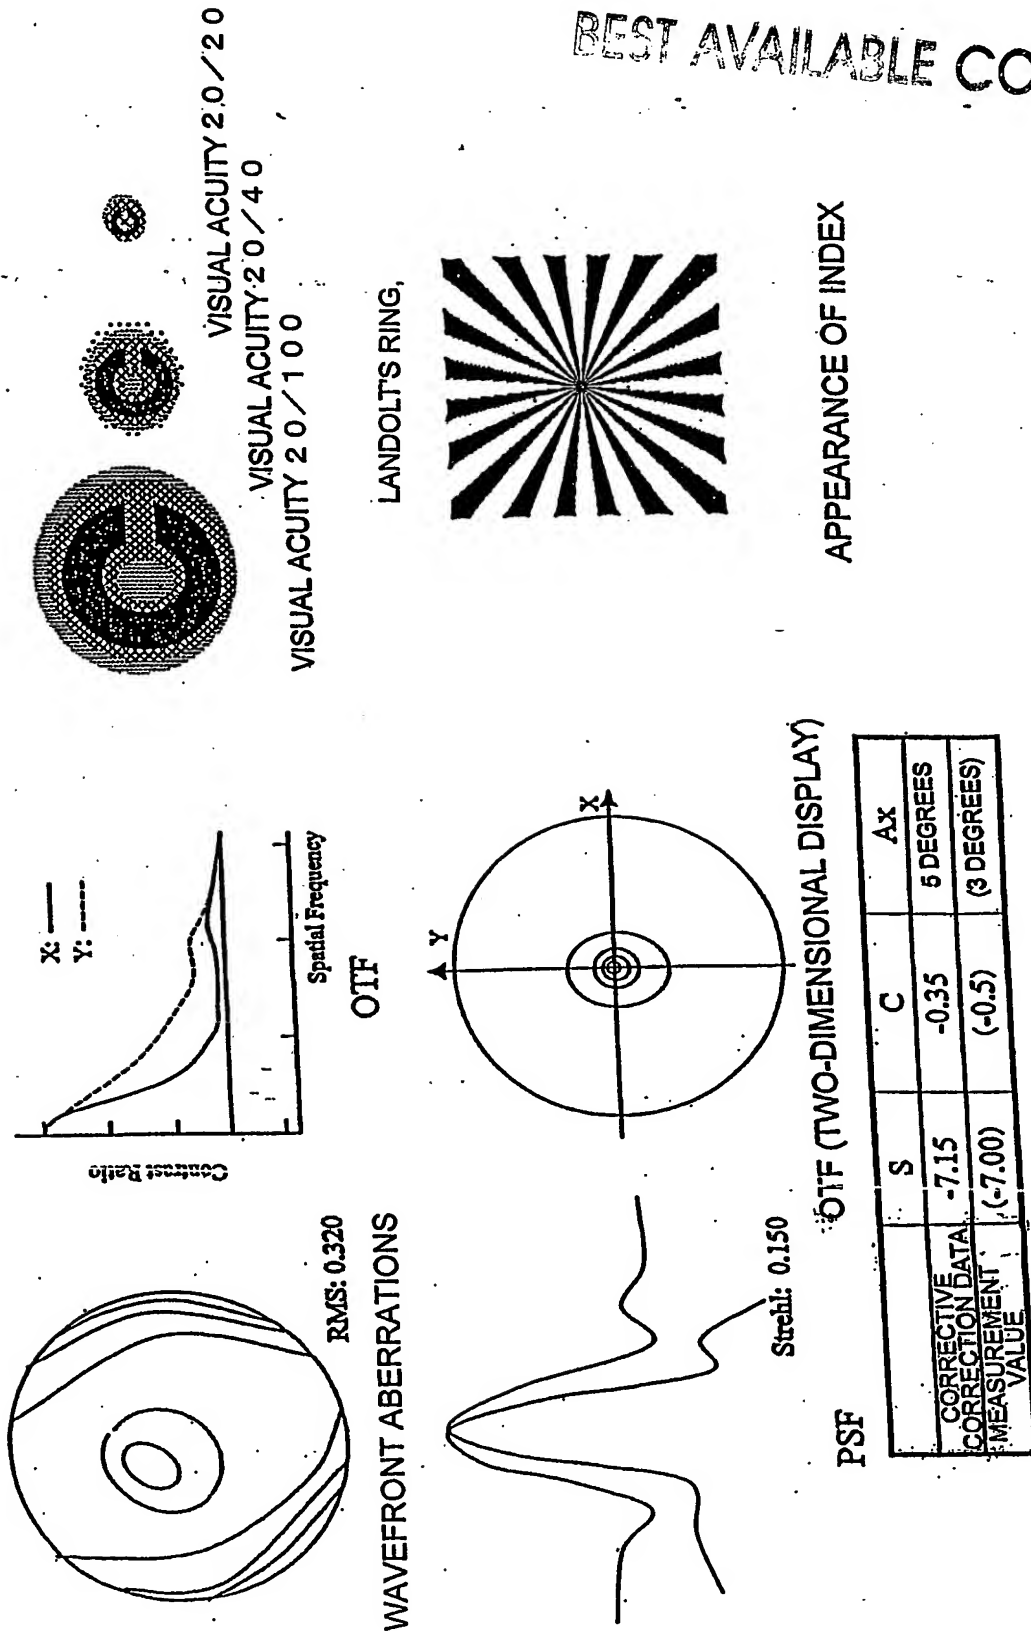 BEST AVAILABLE CO
RMS: 0.320
WAVEFRONT ABERRATIONS
X:
Y:
Contrast Ratio
Spatial Frequency
OTF
VISUAL ACUITY 20/100
VISUAL ACUITY 20/40
VISUAL ACUITY 20/20
LANDOLT'S RING,
Strehl: 0.150
PSF
Y
X
OTF (TWO-DIMENSIONAL DISPLAY)
APPEARANCE OF INDEX
S C Ax
CORRECTIVE
CORRECTION DATA -7.15 -0.35 5 DEGREES
MEASUREMENT
VALUE (-7.00) (-0.5) (3 DEGREES)